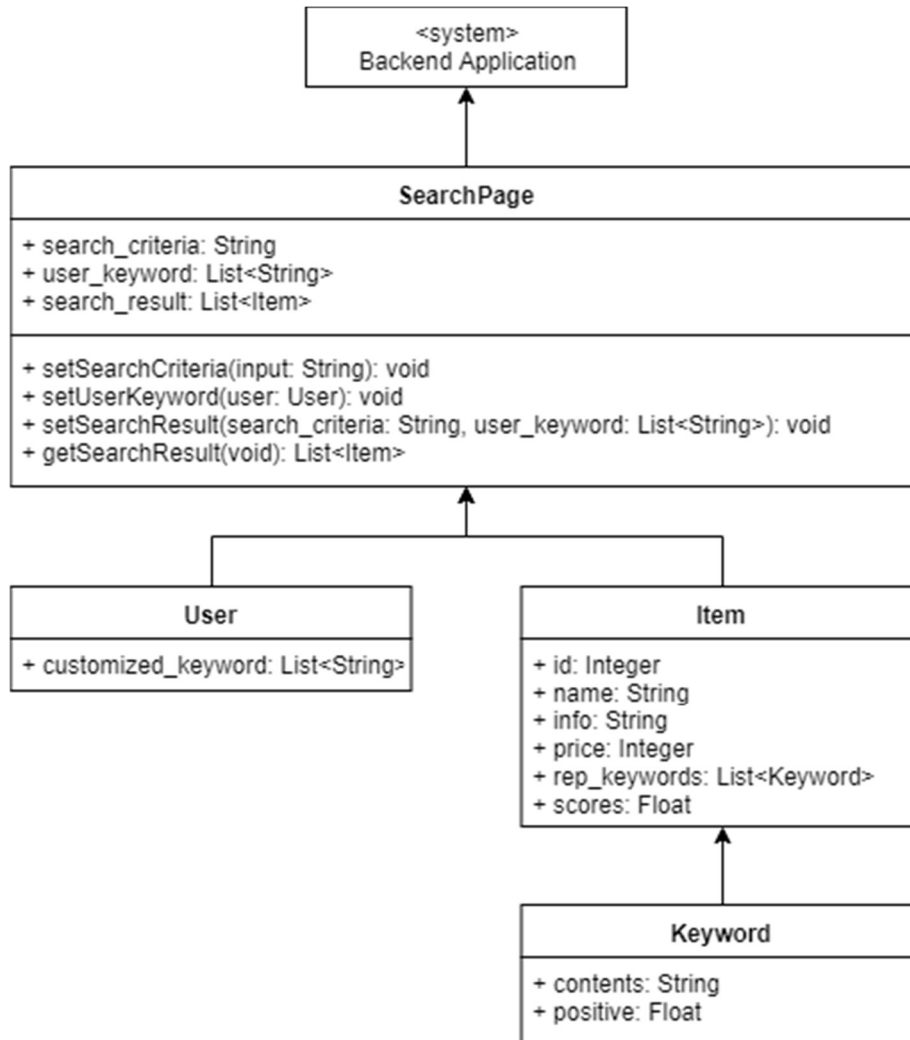 <system>
Backend Application
SearchPage
+ search_criteria: String
+ user_keyword: List<String>
+ search_result: List<Item>
+ setSearchCriteria(input: String): void
+ setUserKeyword(user: User): void
+ setSearchResult(search_criteria: String, user_keyword: List<String>): void
+ getSearchResult(void): List<Item>
User
+ customized_keyword: List<String>
Item
+ id: Integer
+ name: String
+ info: String
+ price: Integer
+ rep_keywords: List<Keyword>
+ scores: Float
Keyword
+ contents: String
+ positive: Float